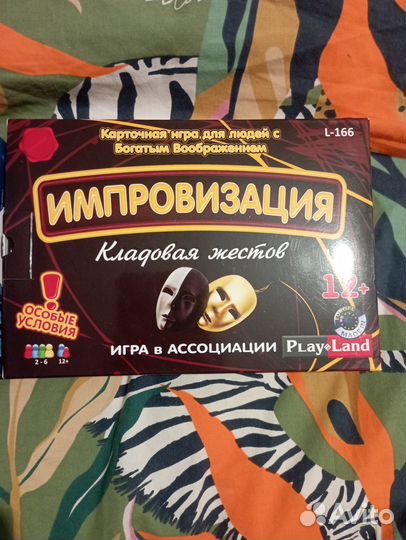 Карточная игра для людей с
Богатым Воображением
L-166
ИМПРОВИЗАЦИЯ
Кладовая жестов
12+
ОСОБЫЕ
УСЛОВИЯ
2 - 6 12+
ИГРА В АССОЦИАЦИИ
PLay Land
Avito